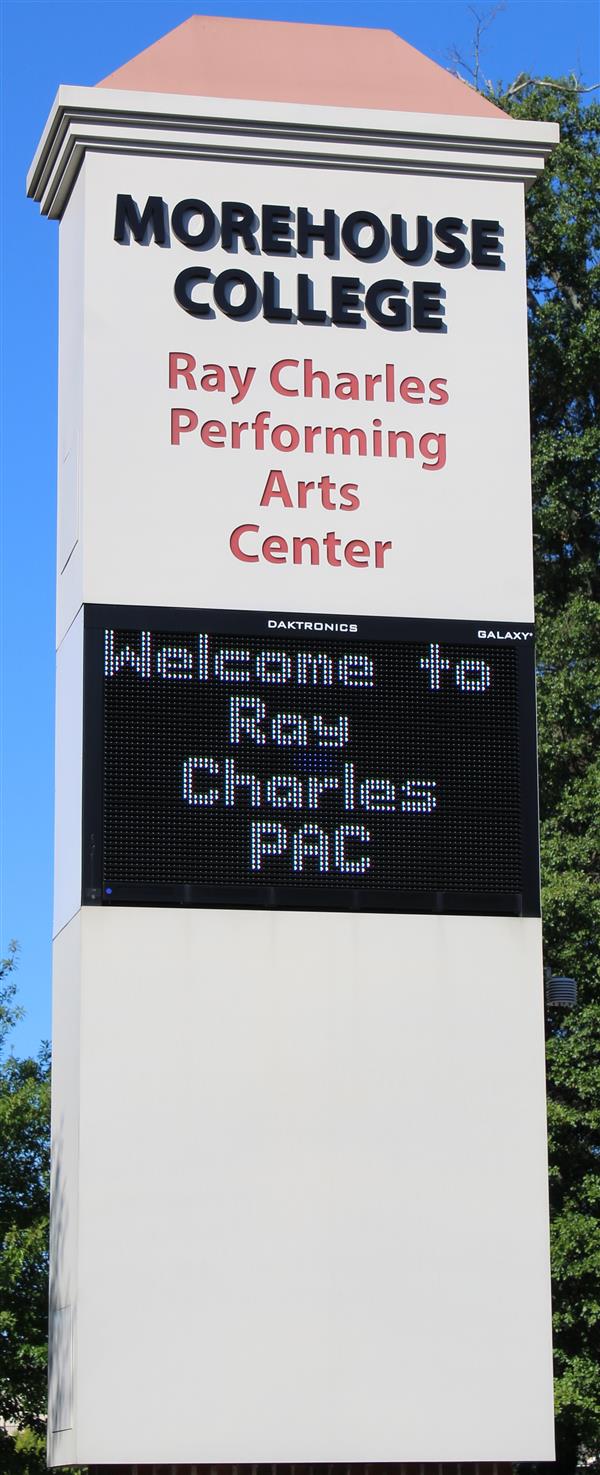 MOREHOUSE
COLLEGE
Ray Charles
Performing
Arts
Center
DAKTRONICS
GALAXY®
Welcome to
Ray
Charles
PAC